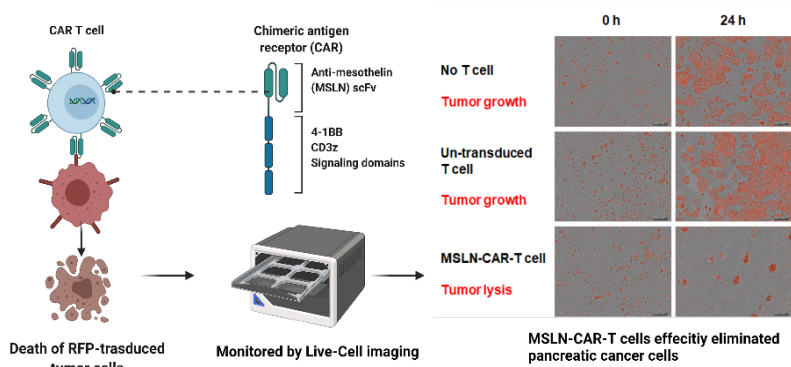 CAR T cell
Chimeric antigen
receptor (CAR)
Anti-mesothelin
(MSLN) scFv
4-1BB
CD3z
Signaling domains
Death of RFP-trasduced
tumor cells
Monitored by Live-Cell imaging
0 h
24 h
No T cell
Tumor growth
Un-transduced
T cell
Tumor growth
MSLN-CAR-T cell
Tumor lysis
MSLN-CAR-T cells effecitiy eliminated
pancreatic cancer cells